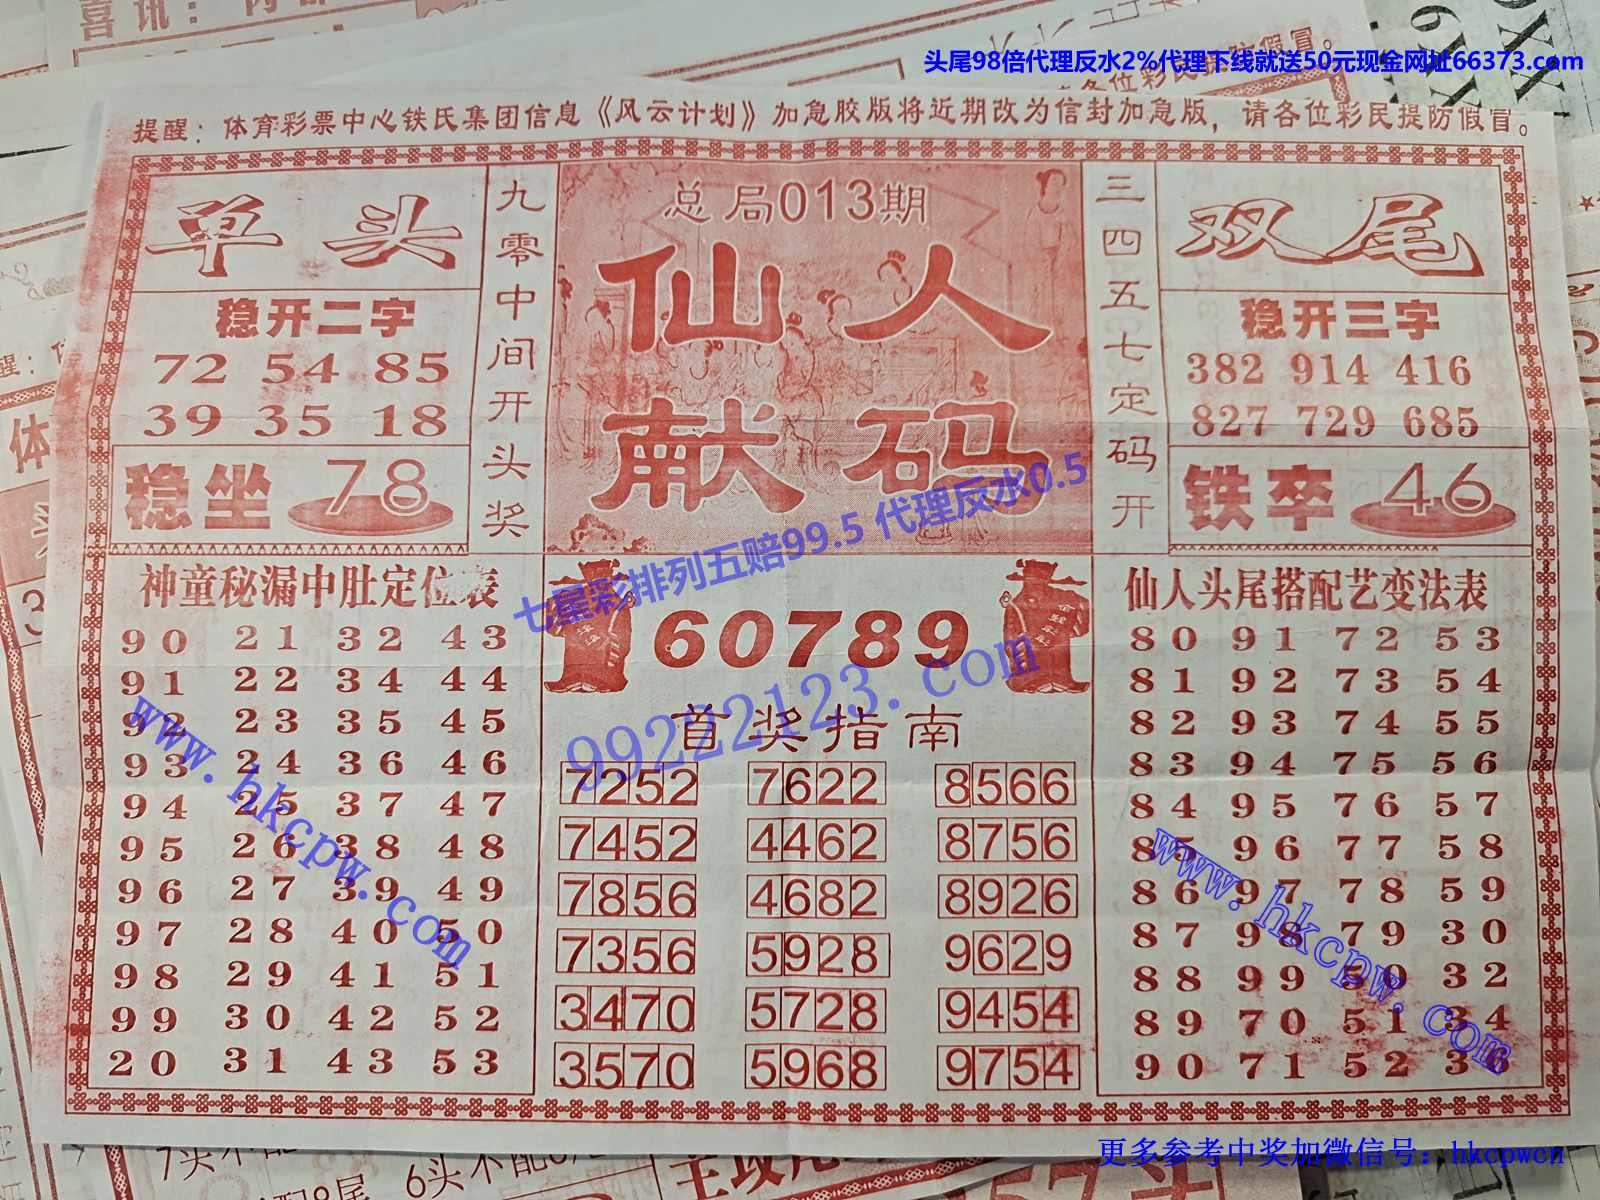 头尾98倍代理反水2%代理下线就送50元现金网址66373.com
提醒：体育彩票中心铁氏集团信息《风云计划》加急胶版将近期改为信封加急版，请各位彩民提防假冒。
单头
稳开二字
72 54 85
39 35 18
稳坐 78
九零中间开头奖
总局013期
仙人
献码
三四五七定码开
双尾
稳开三字
382 914 416
827 729 685
铁卒 46
七星彩排列五赔99.5 代理反水0.5
99222123.com
神童秘漏中肚定位表
90 21 32 43
91 22 34 44
92 23 35 45
93 24 36 46
94 25 37 47
95 26 38 48
96 27 39 49
97 28 40 50
98 29 41 51
99 30 42 52
20 31 43 53
www.hkcpw.com
60789
首奖指南
7252 7622 8566
7452 4462 8756
7856 4682 8926
7356 5928 9629
3470 5728 9454
3570 5968 9754
仙人头尾搭配艺变法表
80 91 72 53
81 92 73 54
82 93 74 55
83 94 75 56
84 95 76 57
85 96 77 58
86 97 78 59
87 98 79 30
88 99 50 32
89 70 51 34
90 71 52 36
www.hkcpw.com
更多参考中奖加微信号：hkcpwcn